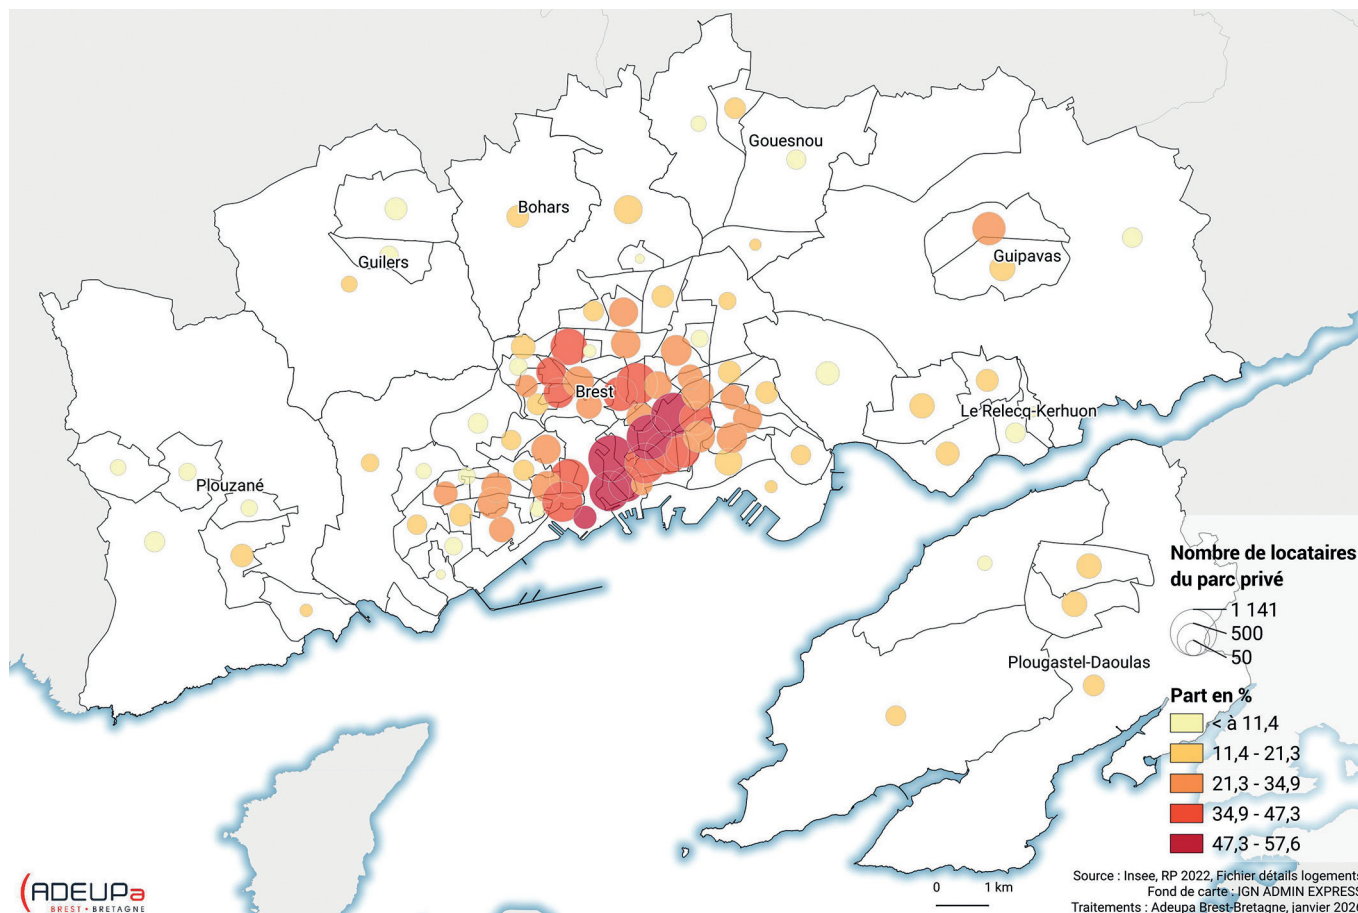 Gouesnou
Bohars
Guilers
Guipavas
Brest
Le Relecq-Kerhuon
Plouzané
Plougastel-Daoulas
Nombre de locataires
du parc privé
1 141
500
50
Part en %
< à 11,4
11,4 - 21,3
21,3 - 34,9
34,9 - 47,3
47,3 - 57,6
0 1 km
Source : Insee, RP 2022, Fichier détails logements
Fond de carte : IGN ADMIN EXPRESS
Traitements : Adeupa Brest-Bretagne, janvier 2026
ADEUPa
BREST • BRETAGNE